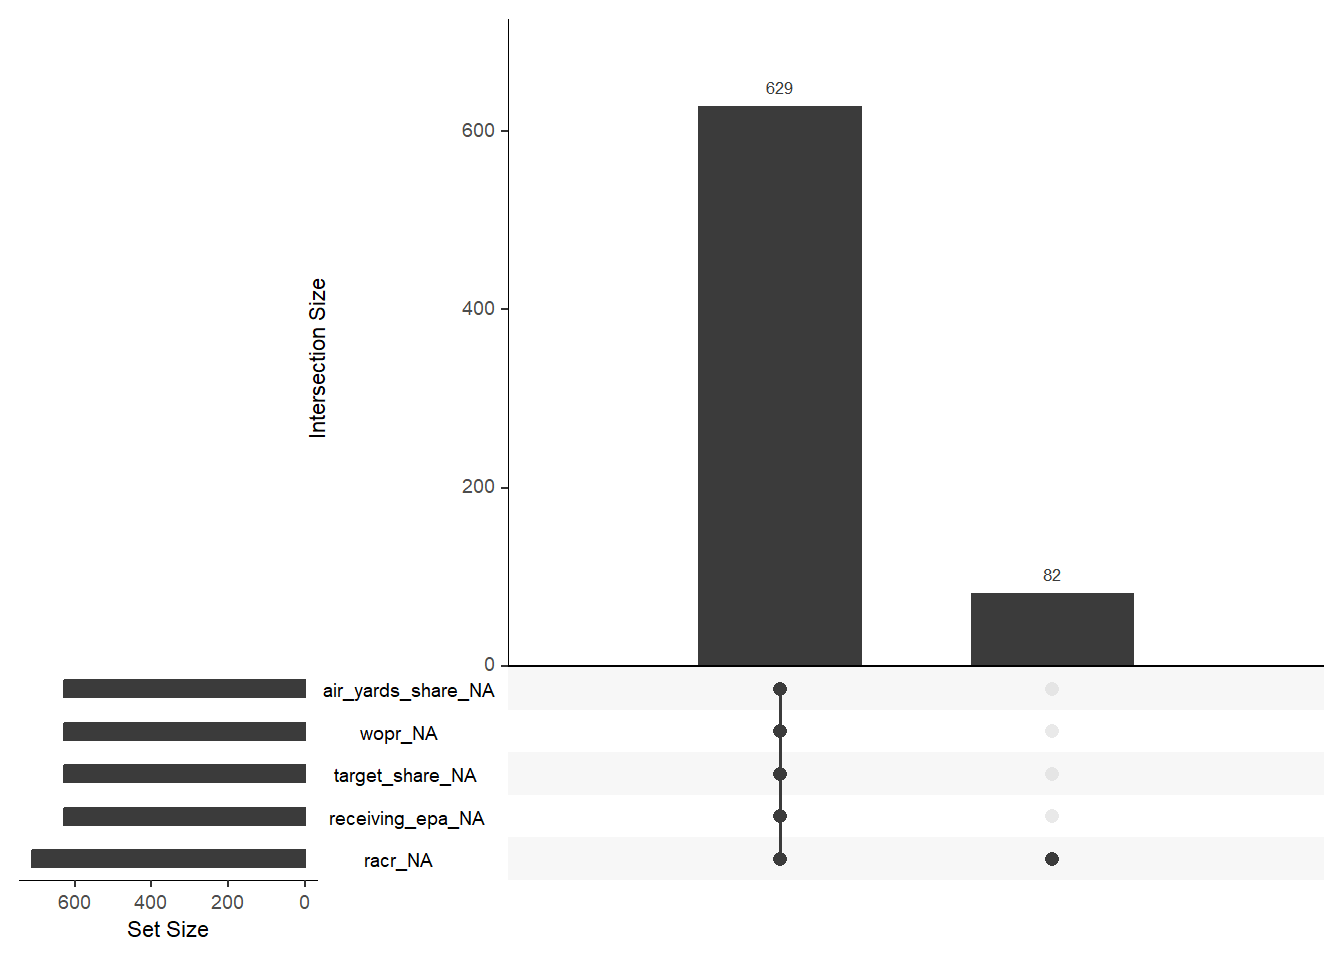 629
600
Intersection Size
400
200
82
0
air_yards_share_NA
wopr_NA
target_share_NA
receiving_epa_NA
racr_NA
600 400 200 0
Set Size